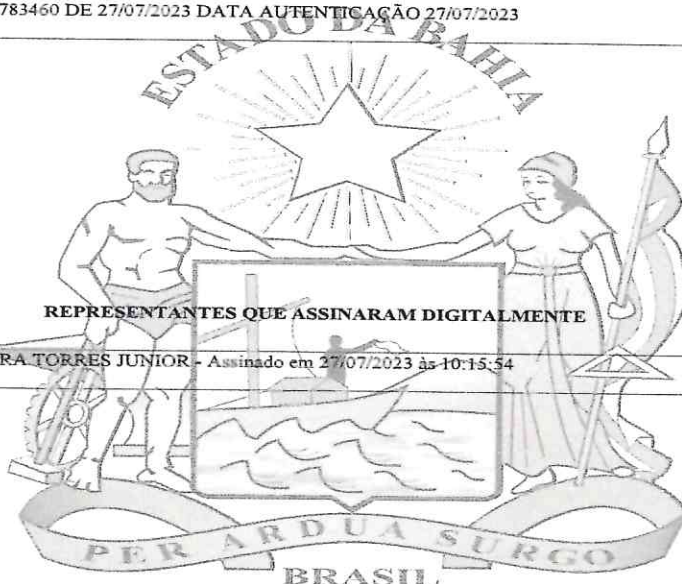 783460 DE 27/07/2023 DATA AUTENTICAÇÃO 27/07/2023
ESTADO DA BAHIA
REPRESENTANTES QUE ASSINARAM DIGITALMENTE
RA TORRES JUNIOR - Assinado em 27/07/2023 às 10:15:54
PER ARDUA SURGO
BRASIL